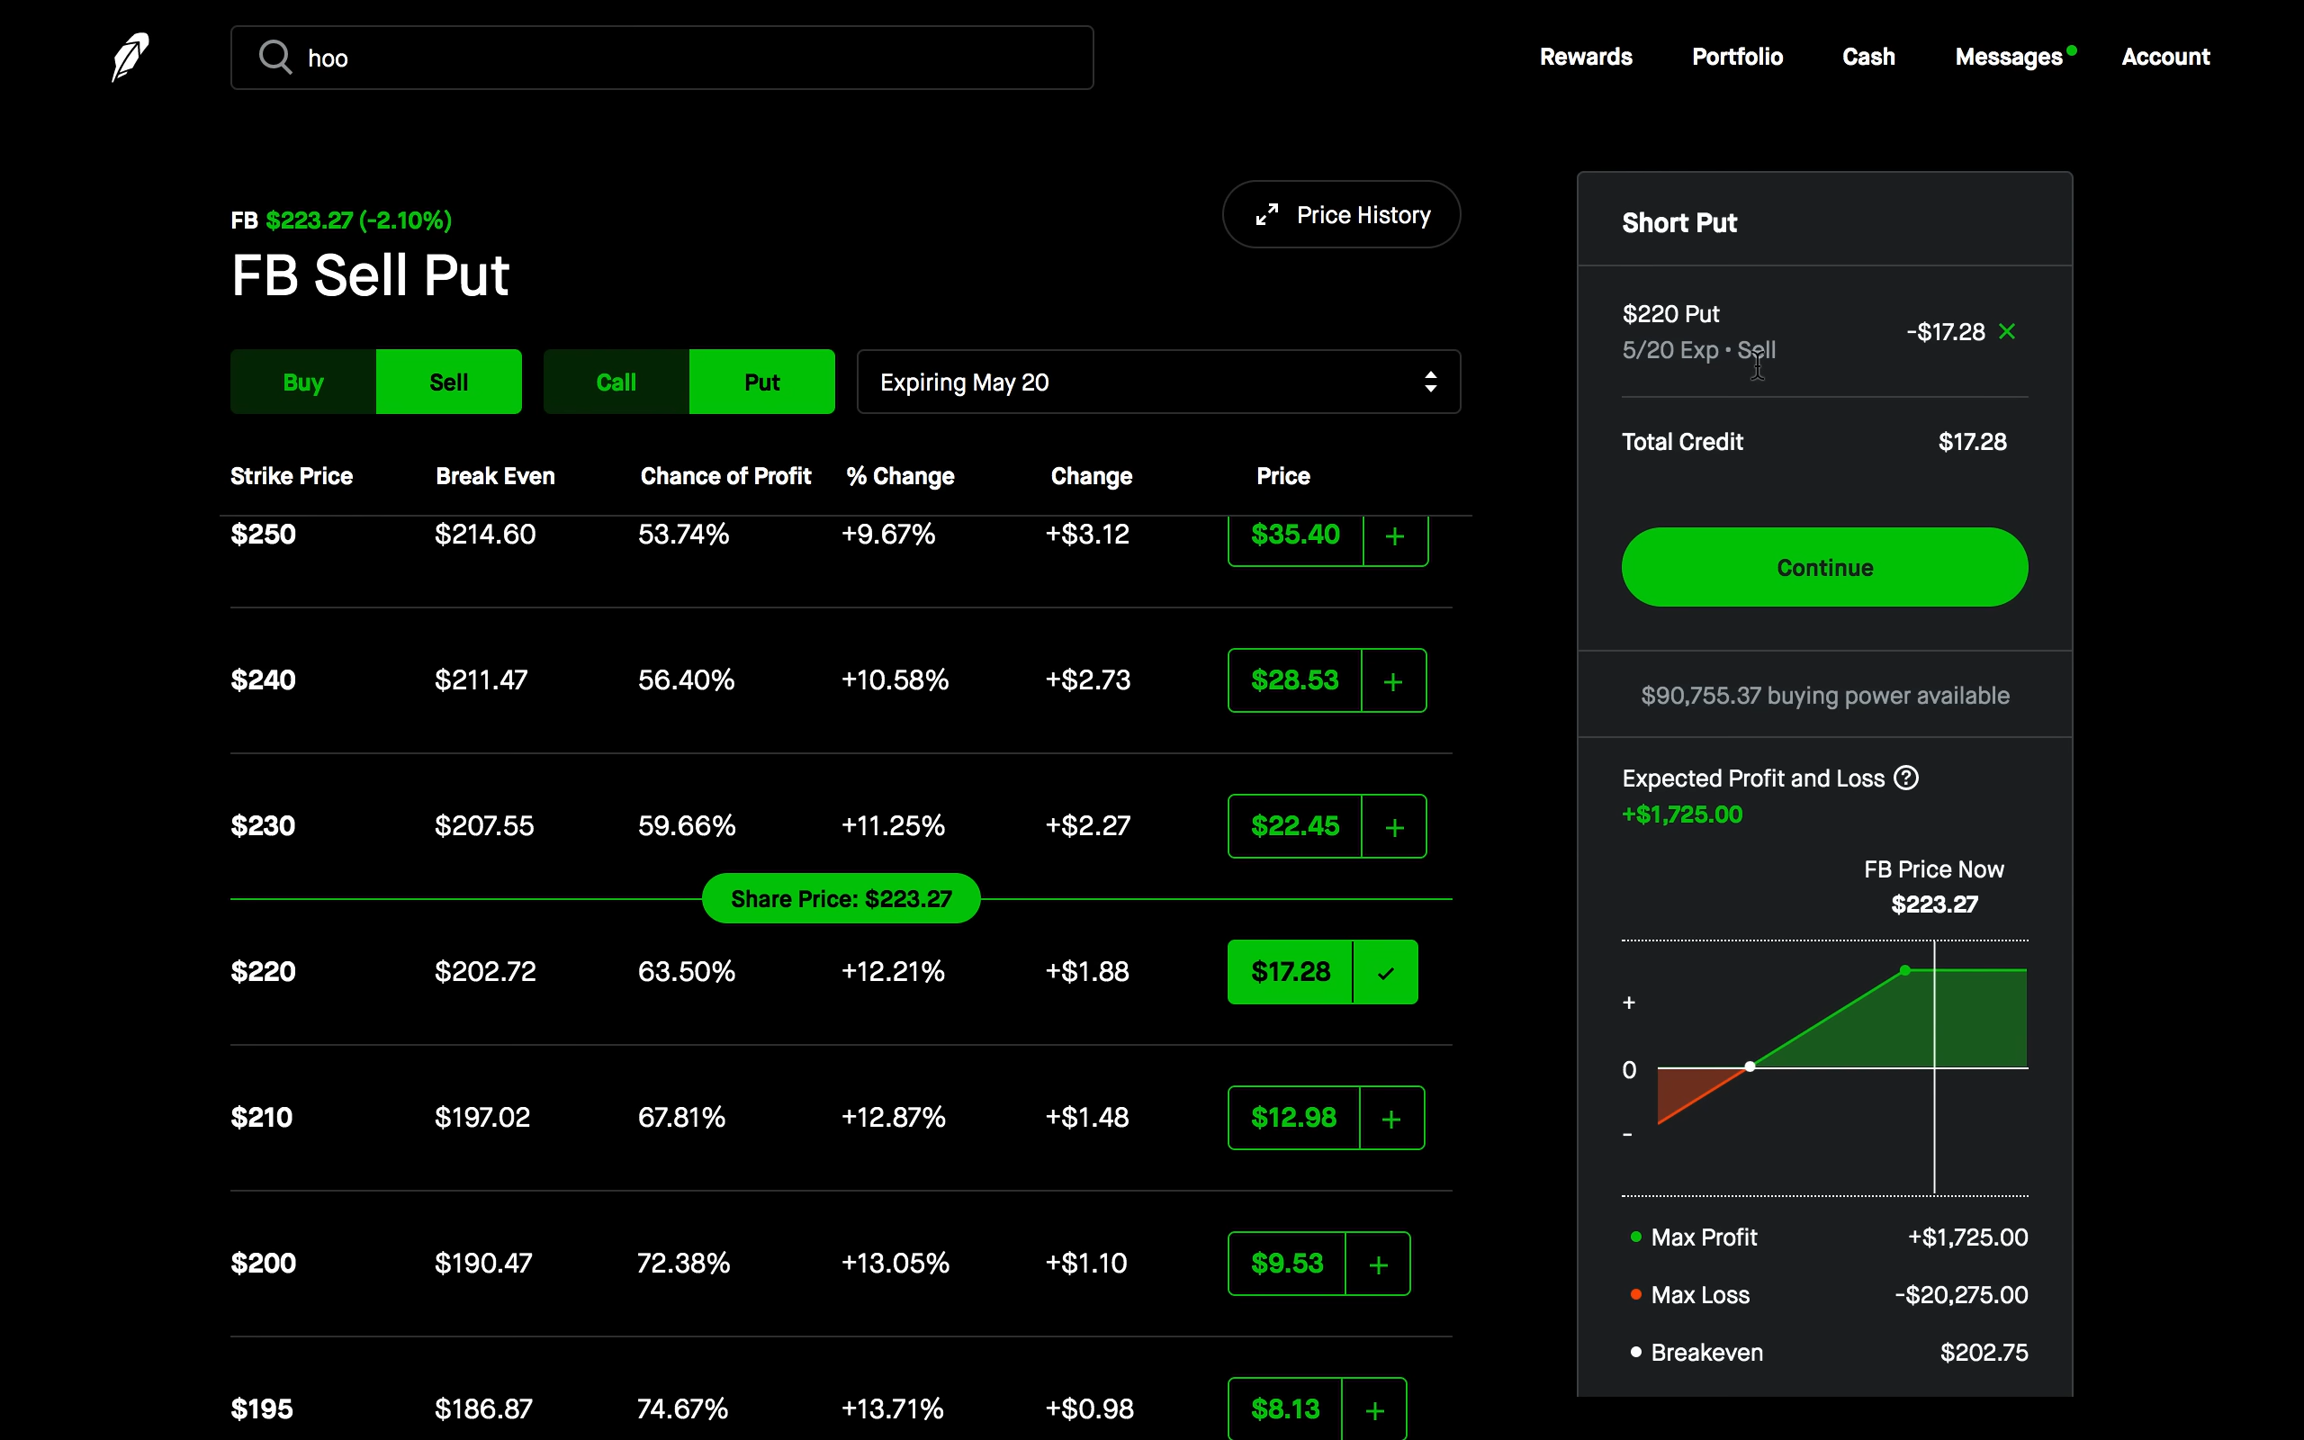 hoo
Rewards Portfolio Cash Messages Account
FB $223.27 (-2.10%)
FB Sell Put
Price History
Buy Sell Call Put Expiring May 20
Strike Price Break Even Chance of Profit % Change Change Price
$250 $214.60 53.74% +9.67% +$3.12 $35.40 +
$240 $211.47 56.40% +10.58% +$2.73 $28.53 +
$230 $207.55 59.66% +11.25% +$2.27 $22.45 +
Share Price: $223.27
$220 $202.72 63.50% +12.21% +$1.88 $17.28
$210 $197.02 67.81% +12.87% +$1.48 $12.98 +
$200 $190.47 72.38% +13.05% +$1.10 $9.53 +
$195 $186.87 74.67% +13.71% +$0.98 $8.13 +
Short Put
$220 Put -$17.28
5/20 Exp • Sell
Total Credit $17.28
Continue
$90,755.37 buying power available
Expected Profit and Loss ?
+$1,725.00
FB Price Now
$223.27
+
0
-
Max Profit +$1,725.00
Max Loss -$20,275.00
Breakeven $202.75